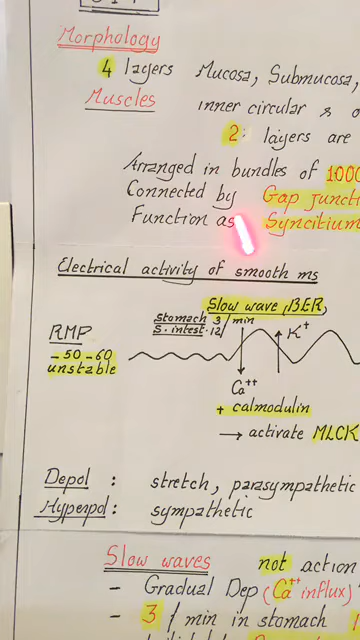 G I T
Morphology
4 layers Mucosa, Submucosa,
Muscles inner circular &
2: layers are
Arranged in bundles of 1000
Connected by Gap juncti
Function as Syncitium
Electrical activity of smooth ms
Slow wave, BER,
stomach 3/min
S. intest. 12/
RMP
-50 -60
unstable
K+
Ca++
+ calmodulin
→ activate MLCK
Depol : stretch, parasympathetic
Hyperpol : sympathetic
Slow waves not action
- Gradual Dep (Ca++ influx)
- 3 / min in stomach